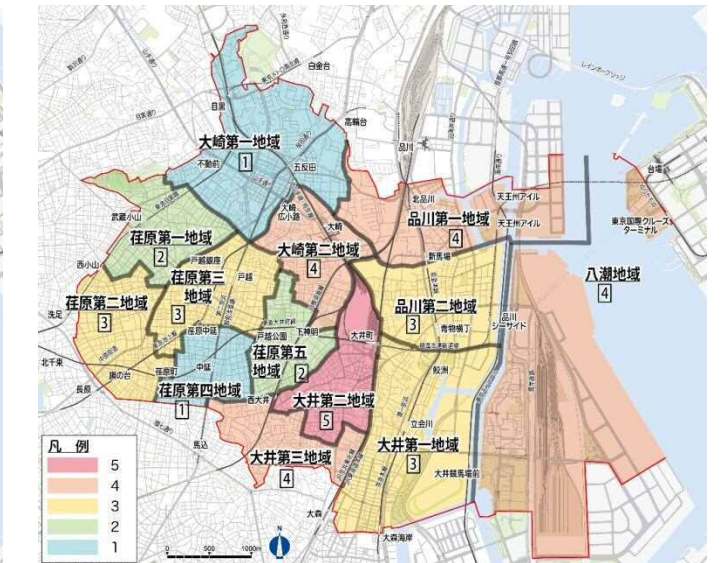 白金台
レインボーブリッジ
目黒
高輪台
大崎第一地域
1
不動前
五反田
品川
台場
武蔵小山
大崎
広小路
大崎
北品川
天王洲アイル
品川第一地域
4
天王洲アイル
東京国際クルーズ
ターミナル
荏原第一地域
2
大崎第二地域
4
新馬場
八潮地域
4
西小山
戸越銀座
荏原第三
地域
3
戸越
荏原第二地域
3
品川第二地域
3
洗足
大井町
青物横丁
品川
シーサイド
荏原中延
戸越公園
下神明
北千束
旗の台
荏原町
中延
荏原第五
地域
2
鮫洲
長原
荏原第四地域
1
西大井
大井第二地域
5
立会川
馬込
大井第一地域
3
大井第三地域
4
大井競馬場前
大森
大森海岸
凡 例
5
4
3
2
1
0
500
1000m
N